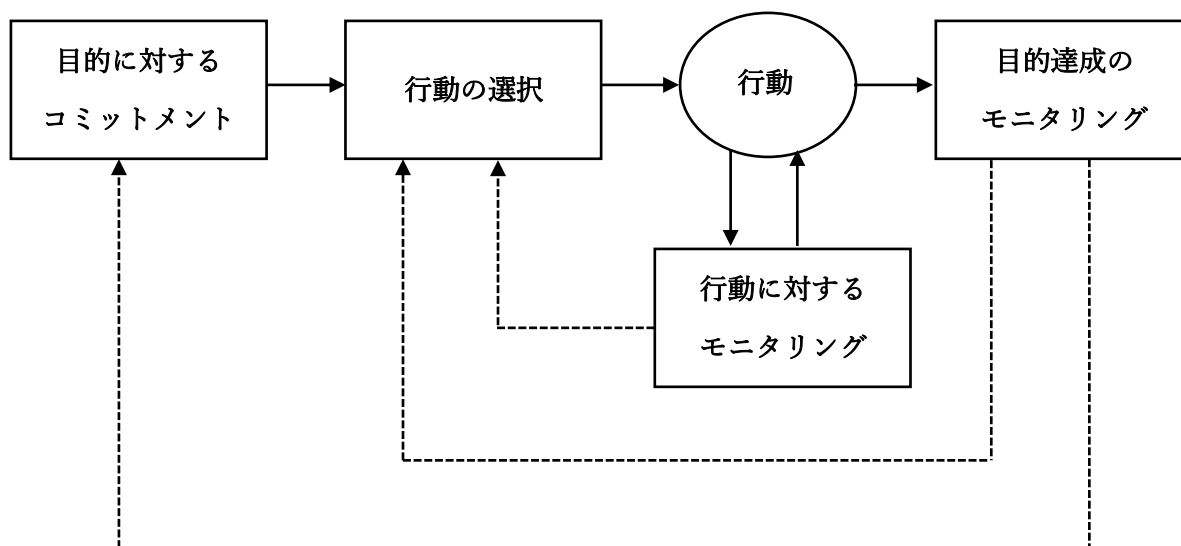 目的に対する
コミットメント
行動の選択
行動
目的達成の
モニタリング
行動に対する
モニタリング